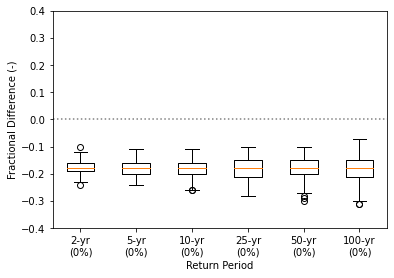 0.4
0.3
0.2
0.1
0.0
−0.1
−0.2
−0.3
−0.4
Fractional Difference (-)
2-yr 5-yr 10-yr 25-yr 50-yr 100-yr
(0%) (0%) (0%) (0%) (0%) (0%)
Return Period